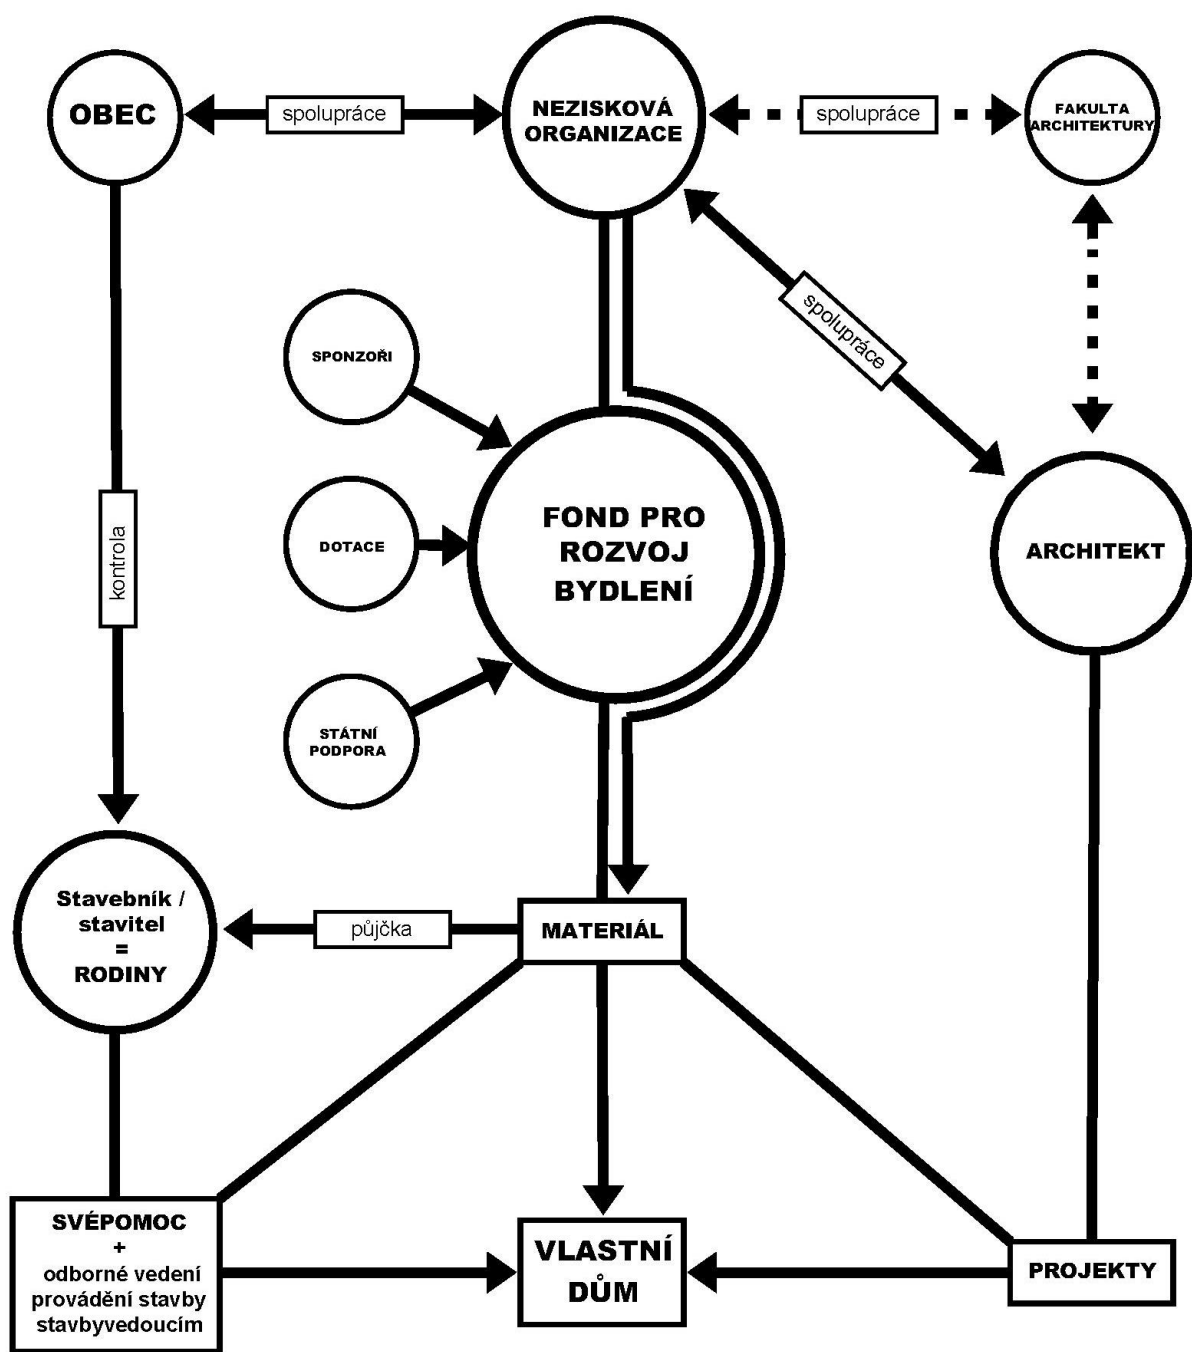 OBEC
spolupráce
NEZISKOVÁ
ORGANIZACE
spolupráce
FAKULTA
ARCHITEKTURY
spolupráce
SPONZOŘI
DOTACE
STÁTNÍ
PODPORA
FOND PRO
ROZVOJ
BYDLENÍ
ARCHITEKT
kontrola
Stavebník /
stavitel
=
RODINY
půjčka
MATERIÁL
SVÉPOMOC
+
odborné vedení
provádění stavby
stavbyvedoucím
VLASTNÍ
DŮM
PROJEKTY